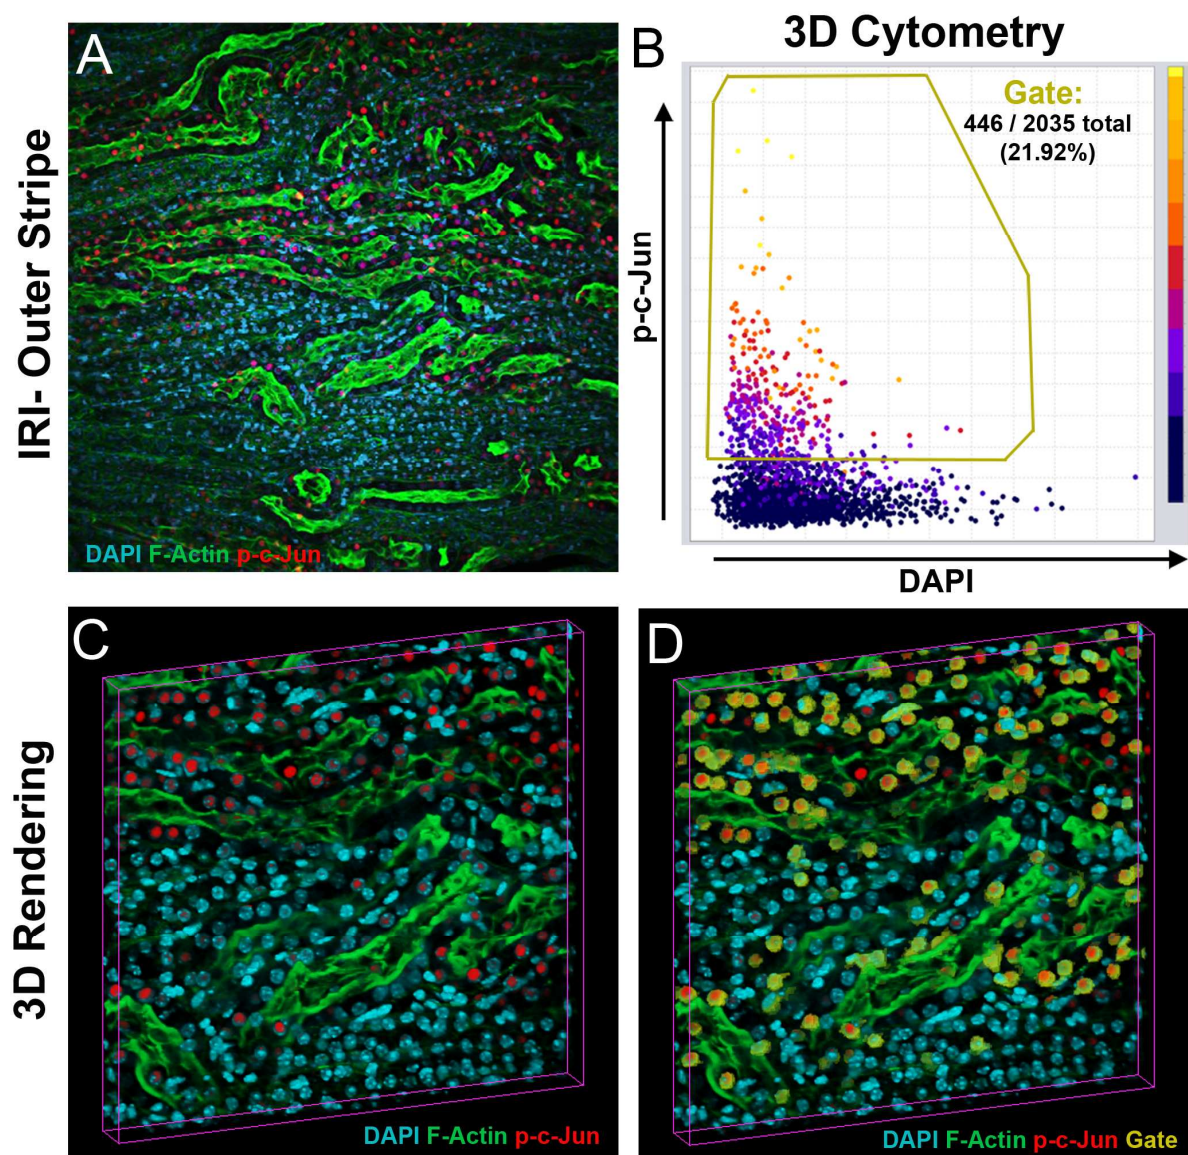 A
IRI- Outer Stripe
DAPI F-Actin p-c-Jun
B
3D Cytometry
Gate:
446 / 2035 total
(21.92%)
p-c-Jun
DAPI
3D Rendering
C
DAPI F-Actin p-c-Jun
D
DAPI F-Actin p-c-Jun Gate